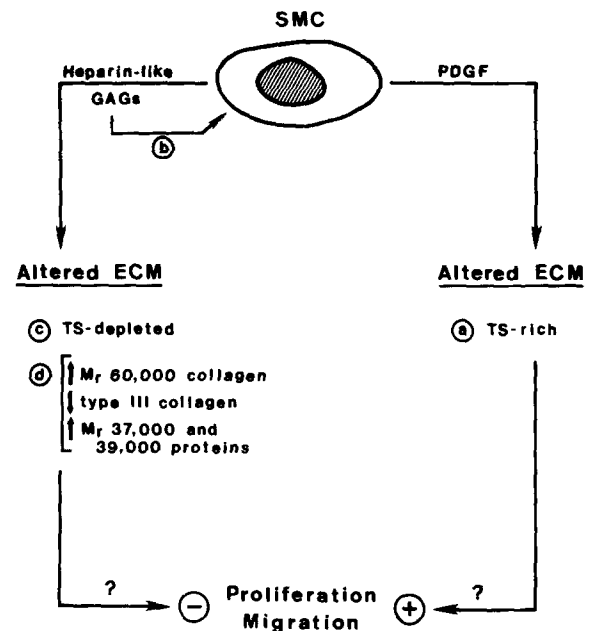 SMC
Heparin-like
GAGs
PDGF
b
Altered ECM
Altered ECM
c TS-depleted
a TS-rich
d ↑ Mr 60,000 collagen
↓ type III collagen
↑ Mr 37,000 and
39,000 proteins
?
?
− Proliferation +
Migration